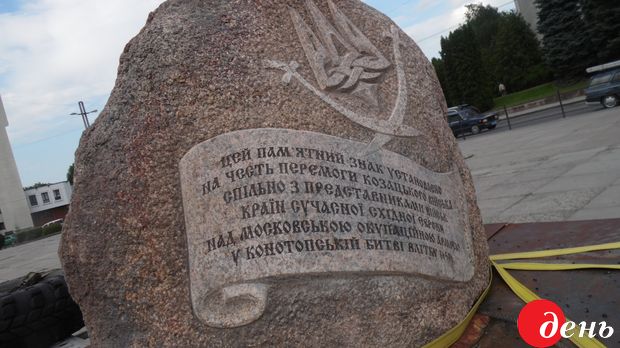 ЦЕЙ ПАМ'ЯТНИЙ ЗНАК УСТАНОВЛЕНО
НА ЧЕСТЬ ПЕРЕМОГИ КОЗАЦЬКОГО ВІЙСЬКА
СПІЛЬНО З ПРЕДСТАВНИКАМИ
КРАЇН СУЧАСНОЇ СХІДНОЇ ЄВРОПИ
НАД МОСКОВСЬКОЮ ОКУПАЦІЙНОЮ АРМІЄЮ
У КОНОТОПСЬКІЙ БИТВІ ВЛІТКУ
день